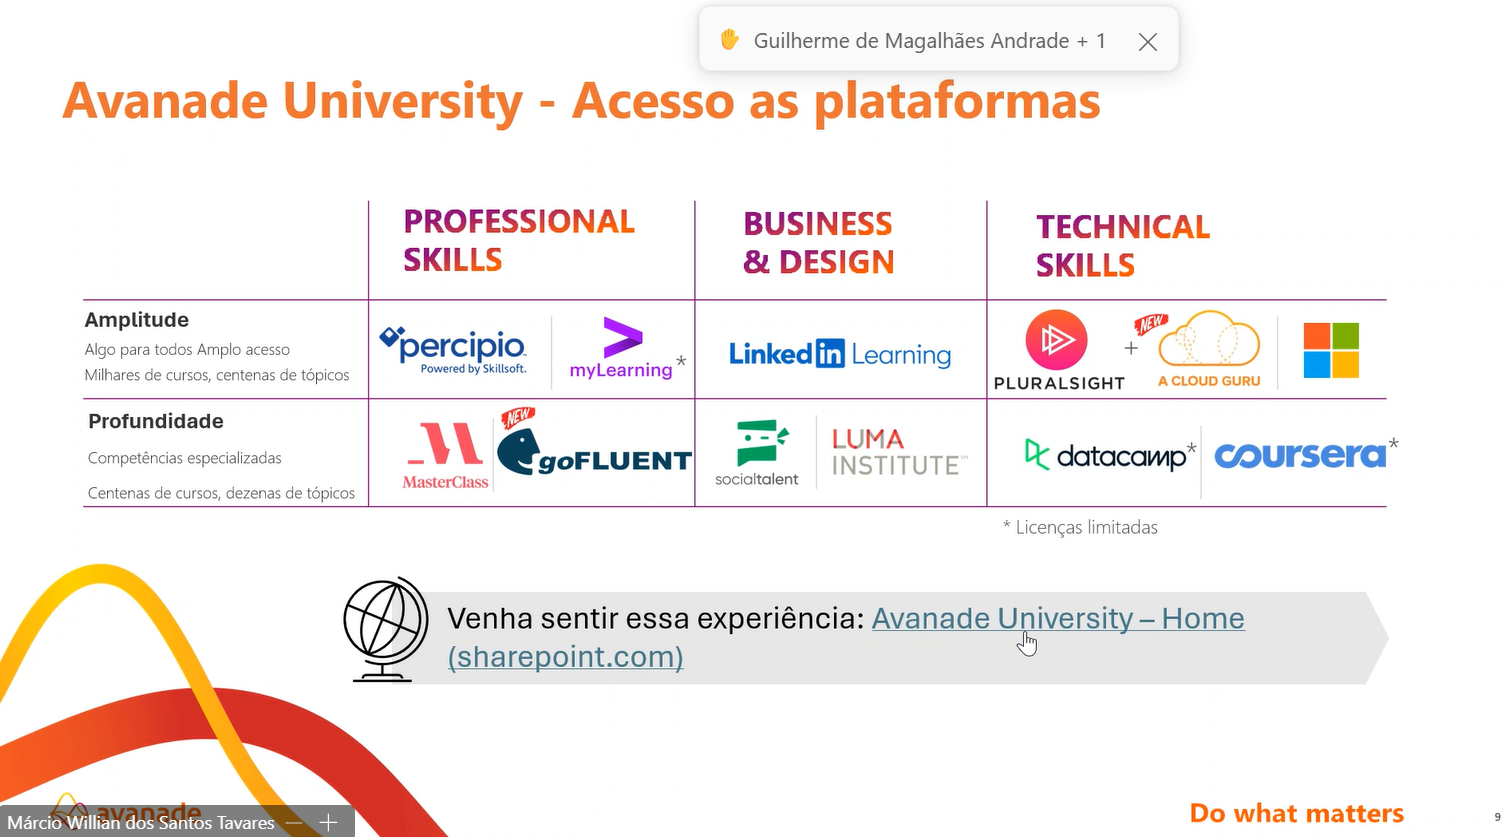 Guilherme de Magalhães Andrade + 1
Avanade University - Acesso as plataformas
PROFESSIONAL
SKILLS
BUSINESS
& DESIGN
TECHNICAL
SKILLS
Amplitude
Algo para todos Amplo acesso
Milhares de cursos, centenas de tópicos
percipio
Powered by Skillsoft.
myLearning *
Linked in Learning
PLURALSIGHT
+
NEW
A CLOUD GURU
Profundidade
Competências especializadas
Centenas de cursos, dezenas de tópicos
MasterClass
NEW
goFLUENT
socialtalent
LUMA
INSTITUTE℠
datacamp*
coursera*
* Licenças limitadas
Venha sentir essa experiência: Avanade University – Home
(sharepoint.com)
avanade
Márcio Willian dos Santos Tavares
Do what matters
9